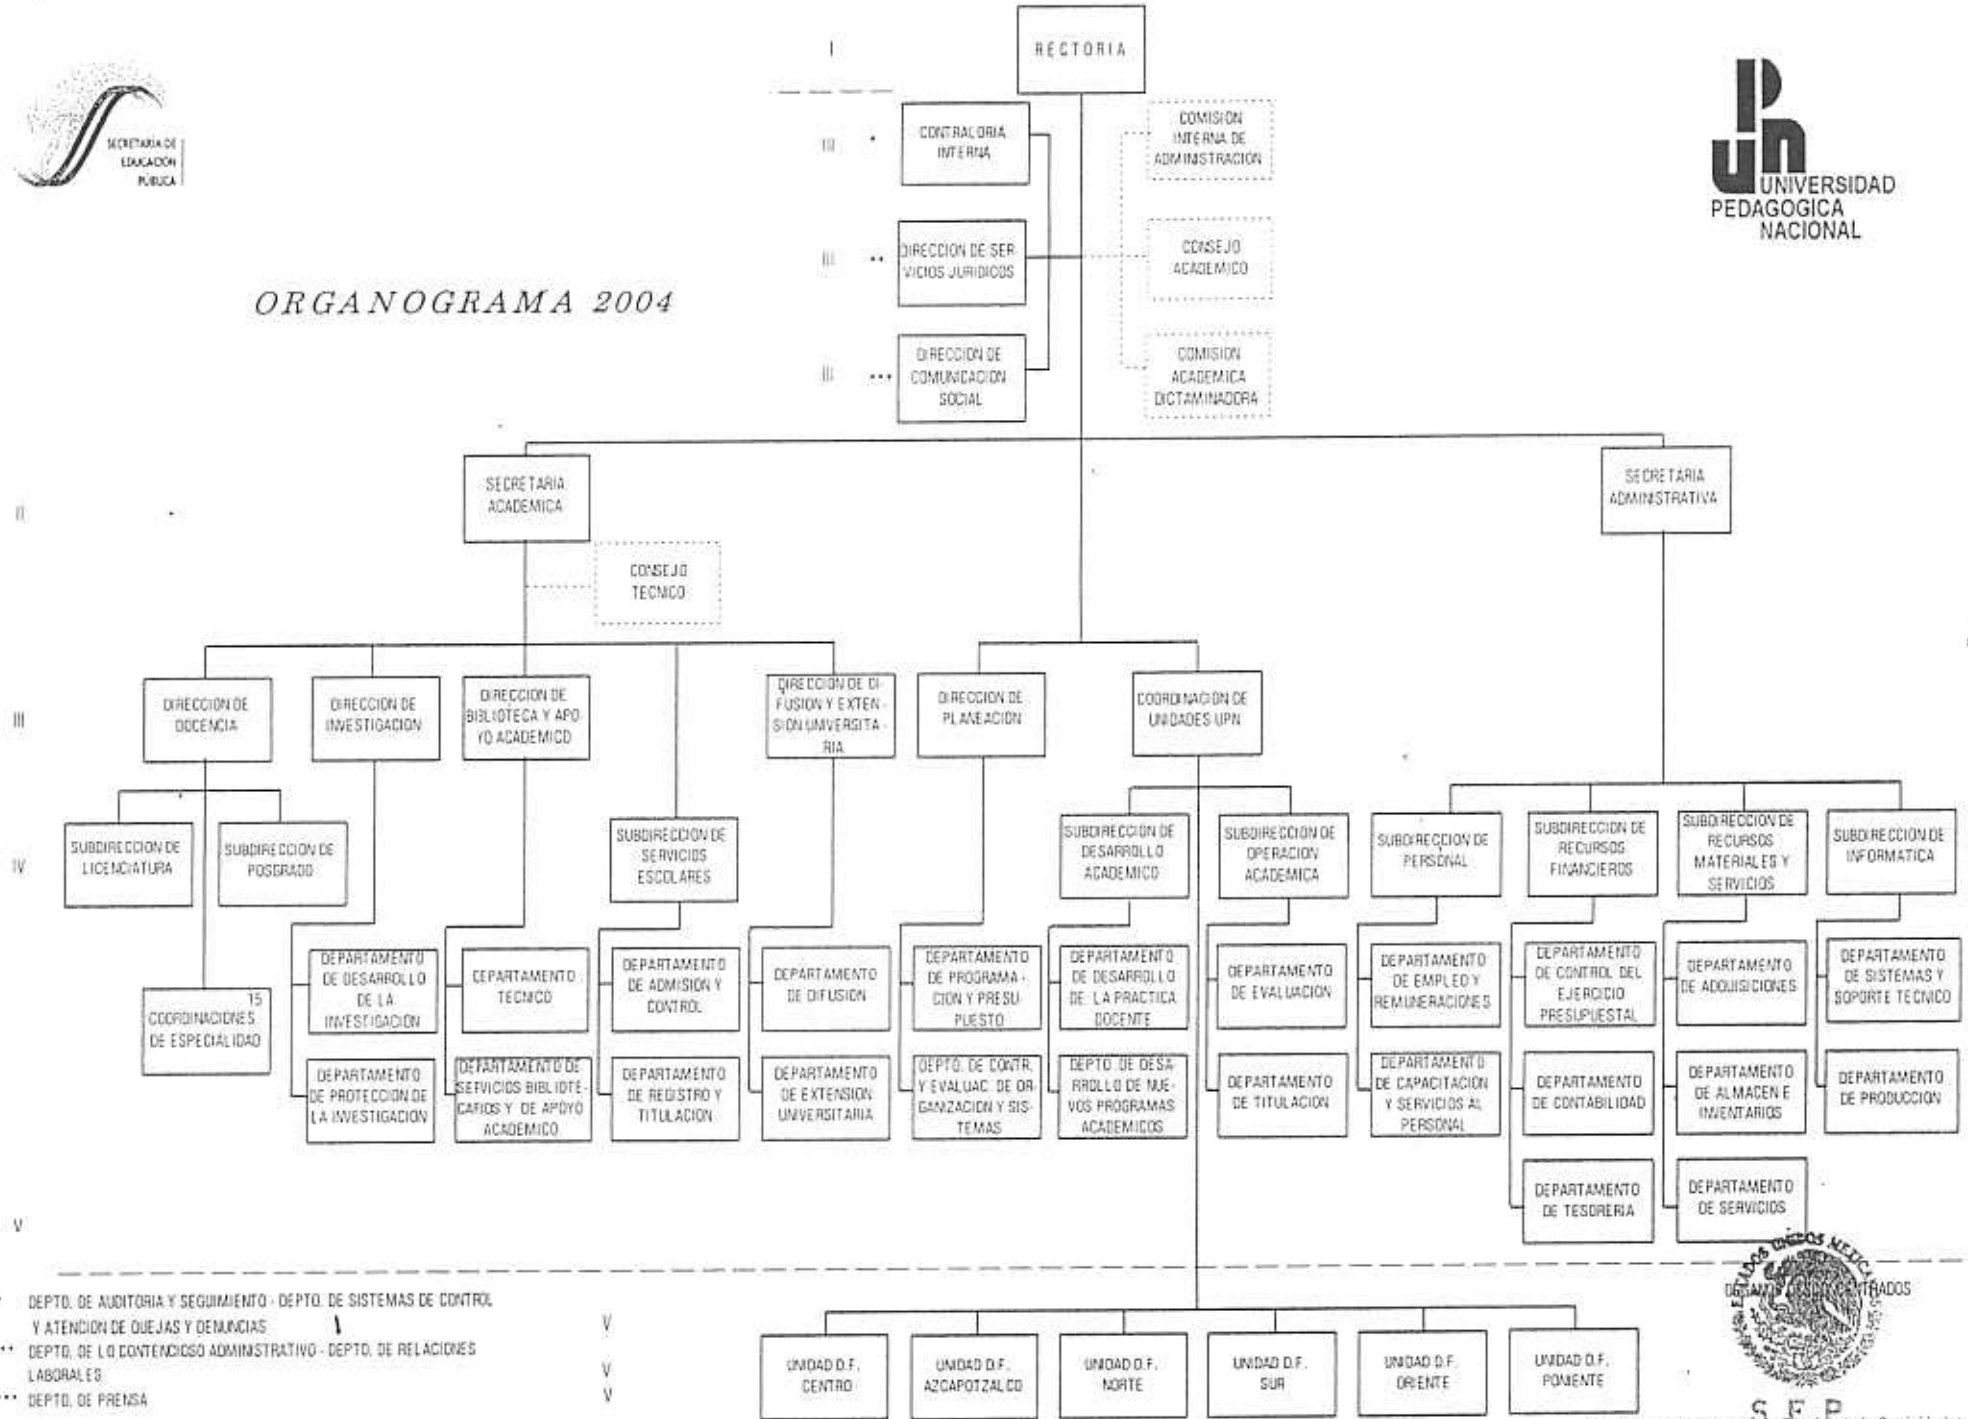 I
RECTORIA
SECRETARÍA DE
EDUCACIÓN
PÚBLICA
III
*
CONTRALORIA
INTERNA
COMISION
INTERNA DE
ADMINISTRACION
UNIVERSIDAD
PEDAGOGICA
NACIONAL
III
**
DIRECCION DE SER-
VICIOS JURIDICOS
CONSEJO
ACADEMICO
ORGANOGRAMA 2004
III
***
DIRECCION DE
COMUNICACION
SOCIAL
COMISION
ACADEMICA
DICTAMINADORA
II
SECRETARIA
ACADEMICA
SECRETARIA
ADMINISTRATIVA
CONSEJO
TECNICO
III
DIRECCION DE
DOCENCIA
DIRECCION DE
INVESTIGACION
DIRECCION DE
BIBLIOTECA Y APO-
YO ACADEMICO
DIRECCION DE DI-
FUSION Y EXTEN-
SION UNIVERSITA-
RIA
DIRECCION DE
PLANEACION
COORDINACION DE
UNIDADES UPN
IV
SUBDIRECCION DE
LICENCIATURA
SUBDIRECCION DE
POSGRADO
SUBDIRECCION DE
SERVICIOS
ESCOLARES
SUBDIRECCION DE
DESARROLLO
ACADEMICO
SUBDIRECCION DE
OPERACION
ACADEMICA
SUBDIRECCION DE
PERSONAL
SUBDIRECCION DE
RECURSOS
FINANCIEROS
SUBDIRECCION DE
RECURSOS
MATERIALES Y
SERVICIOS
SUBDIRECCION DE
INFORMATICA
15
COORDINACIONES
DE ESPECIALIDAD
DEPARTAMENTO
DE DESARROLLO
DE LA
INVESTIGACION
DEPARTAMENTO
TECNICO
DEPARTAMENTO
DE ADMISION Y
CONTROL
DEPARTAMENTO
DE DIFUSION
DEPARTAMENTO
DE PROGRAMA-
CION Y PRESU-
PUESTO
DEPARTAMENTO
DE DESARROLLO
DE LA PRACTICA
DOCENTE
DEPARTAMENTO
DE EVALUACION
DEPARTAMENTO
DE EMPLEO Y
REMUNERACIONES
DEPARTAMENTO
DE CONTROL DEL
EJERCICIO
PRESUPUESTAL
DEPARTAMENTO
DE ADQUISICIONES
DEPARTAMENTO
DE SISTEMAS Y
SOPORTE TECNICO
DEPARTAMENTO
DE PROTECCION DE
LA INVESTIGACION
DEPARTAMENTO DE
SERVICIOS BIBLIOTE-
CARIOS Y DE APOYO
ACADEMICO
DEPARTAMENTO
DE REGISTRO Y
TITULACION
DEPARTAMENTO
DE EXTENSION
UNIVERSITARIA
DEPTO. DE CONTR.
Y EVALUAC. DE OR-
GANIZACION Y SIS-
TEMAS
DEPTO. DE DESA-
RROLLO DE NUE-
VOS PROGRAMAS
ACADEMICOS
DEPARTAMENTO
DE TITULACION
DEPARTAMENTO
DE CAPACITACION
Y SERVICIOS AL
PERSONAL
DEPARTAMENTO
DE CONTABILIDAD
DEPARTAMENTO
DE ALMACEN E
INVENTARIOS
DEPARTAMENTO
DE PRODUCCION
V
DEPARTAMENTO
DE TESORERIA
DEPARTAMENTO
DE SERVICIOS
ESTADOS UNIDOS
* DEPTO. DE AUDITORIA Y SEGUIMIENTO - DEPTO. DE SISTEMAS DE CONTROL
Y ATENCION DE QUEJAS Y DENUNCIAS V
** DEPTO. DE LO CONTENCIOSO ADMINISTRATIVO - DEPTO. DE RELACIONES
LABORALES V
*** DEPTO. DE PRENSA V
UNIDAD D.F.
CENTRO
UNIDAD D.F.
AZCAPOTZALCO
UNIDAD D.F.
NORTE
UNIDAD D.F.
SUR
UNIDAD D.F.
ORIENTE
UNIDAD D.F.
PONIENTE
S E P